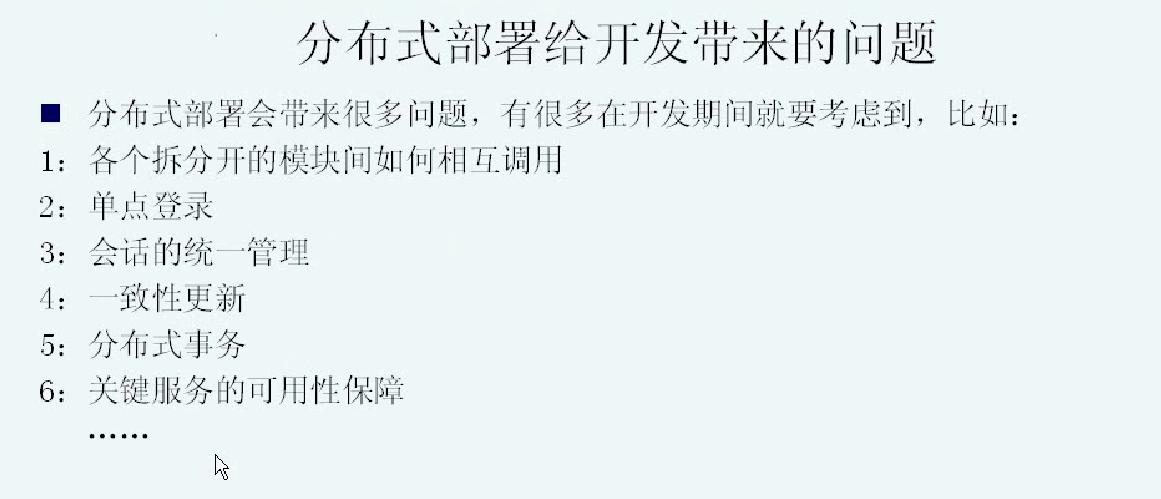 分布式部署给开发带来的问题
■ 分布式部署会带来很多问题，有很多在开发期间就要考虑到，比如：
1：各个拆分开的模块间如何相互调用
2：单点登录
3：会话的统一管理
4：一致性更新
5：分布式事务
6：关键服务的可用性保障
……